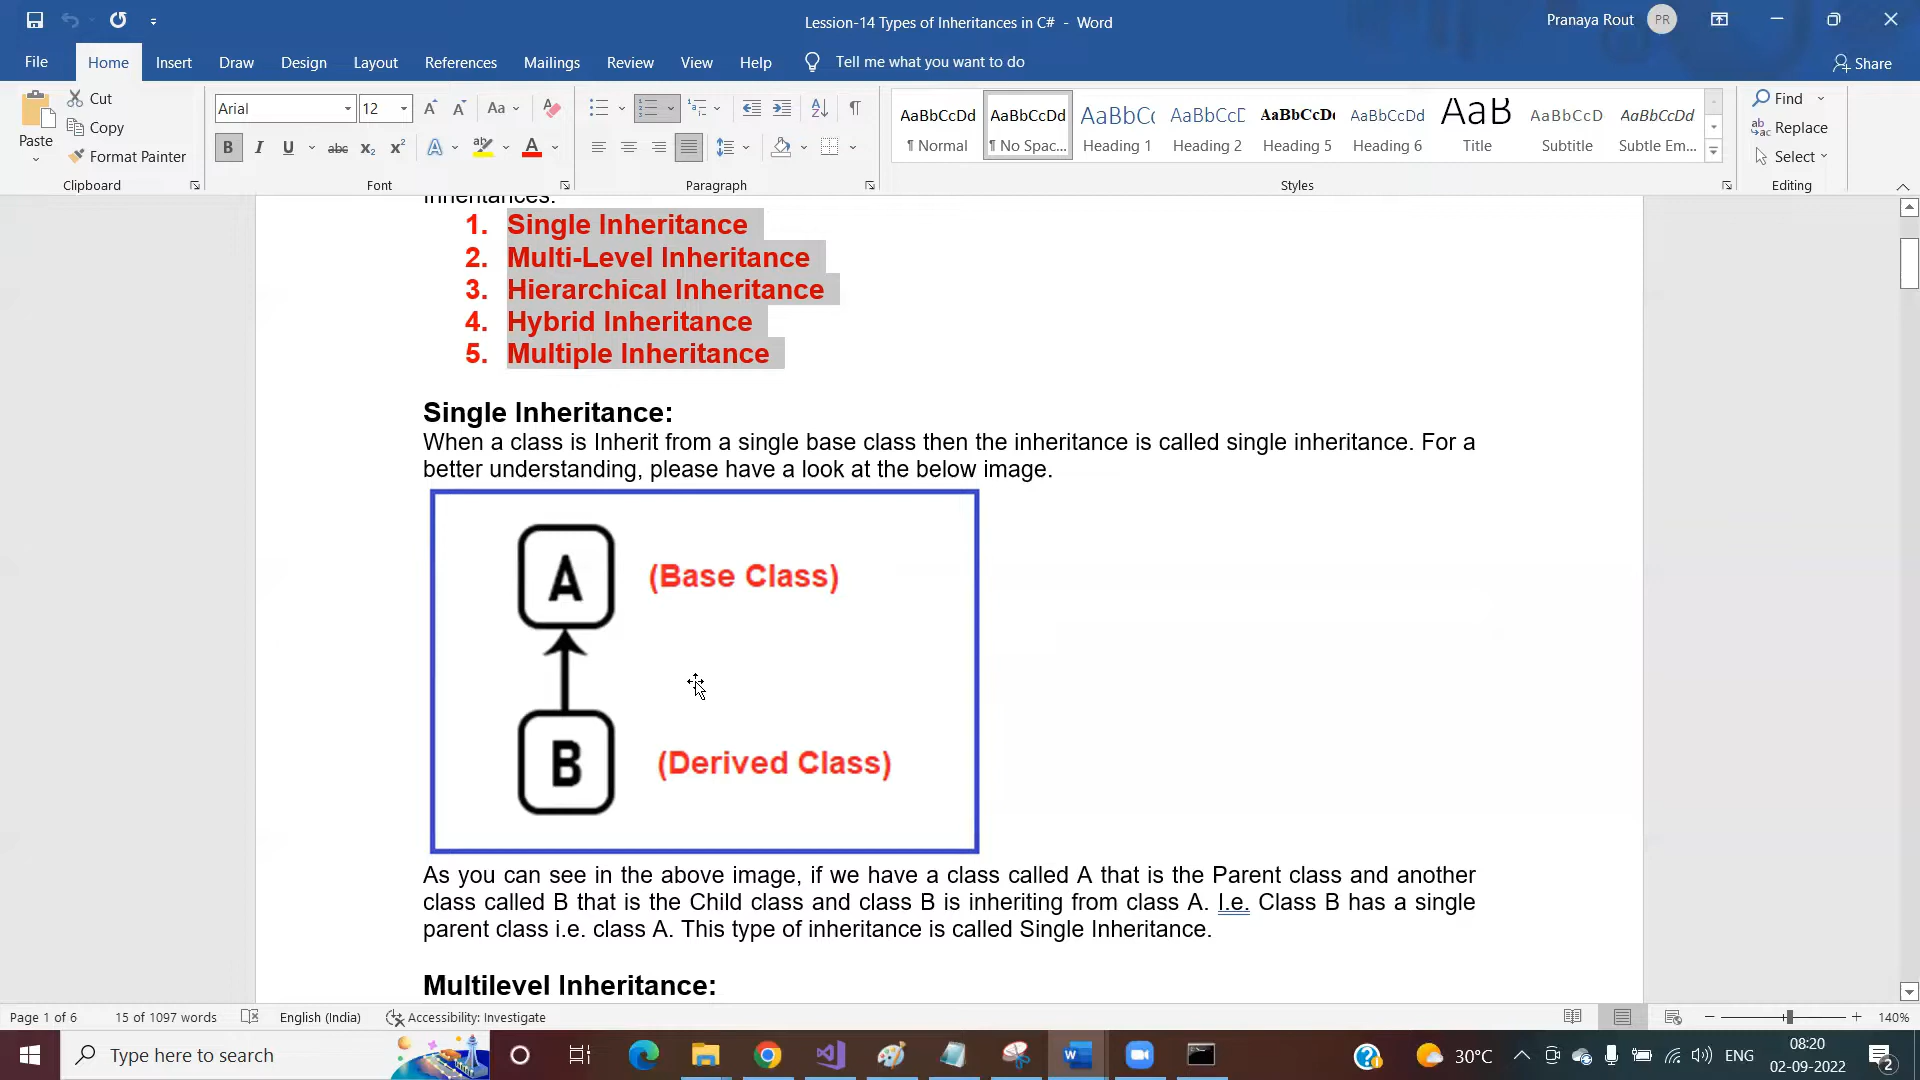 Lession-14 Types of Inheritances in C# - Word
Pranaya Rout
PR
File
Home
Insert
Draw
Design
Layout
References
Mailings
Review
View
Help
Tell me what you want to do
Share
Paste
Cut
Copy
Format Painter
Clipboard
Arial
12
Font
Paragraph
AaBbCcDd
¶ Normal
AaBbCcDd
¶ No Spac...
AaBbCc
Heading 1
AaBbCcD
Heading 2
AaBbCcDd
Heading 5
AaBbCcDd
Heading 6
AaB
Title
AaBbCcD
Subtitle
AaBbCcDd
Subtle Em...
Styles
Find
Replace
Select
Editing
Inheritances:
1. Single Inheritance
2. Multi-Level Inheritance
3. Hierarchical Inheritance
4. Hybrid Inheritance
5. Multiple Inheritance
Single Inheritance:
When a class is Inherit from a single base class then the inheritance is called single inheritance. For a
better understanding, please have a look at the below image.
A
(Base Class)
B
(Derived Class)
As you can see in the above image, if we have a class called A that is the Parent class and another
class called B that is the Child class and class B is inheriting from class A. I.e. Class B has a single
parent class i.e. class A. This type of inheritance is called Single Inheritance.
Multilevel Inheritance:
Page 1 of 6
15 of 1097 words
English (India)
Accessibility: Investigate
140%
Type here to search
30°C
ENG
08:20
02-09-2022
2